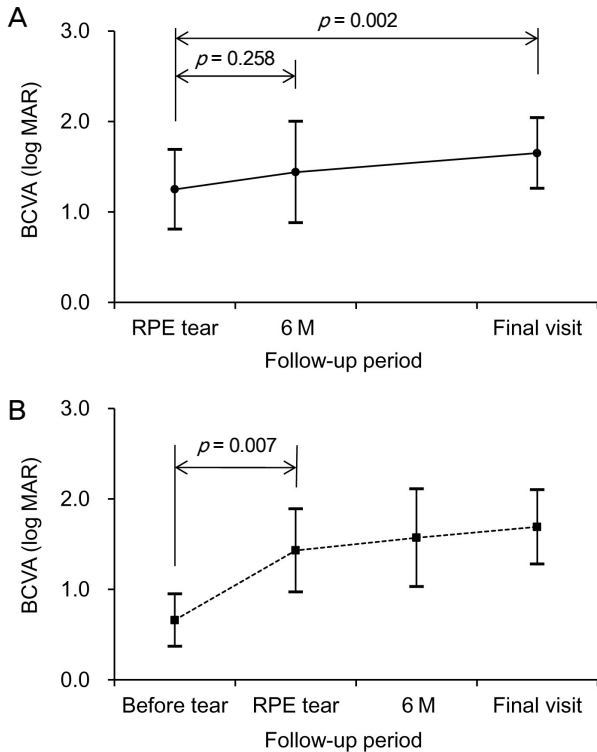 A
3.0
p = 0.002
p = 0.258
2.0
BCVA (log MAR)
1.0
0.0
RPE tear 6 M Final visit
Follow-up period
B
3.0
p = 0.007
2.0
BCVA (log MAR)
1.0
0.0
Before tear RPE tear 6 M Final visit
Follow-up period